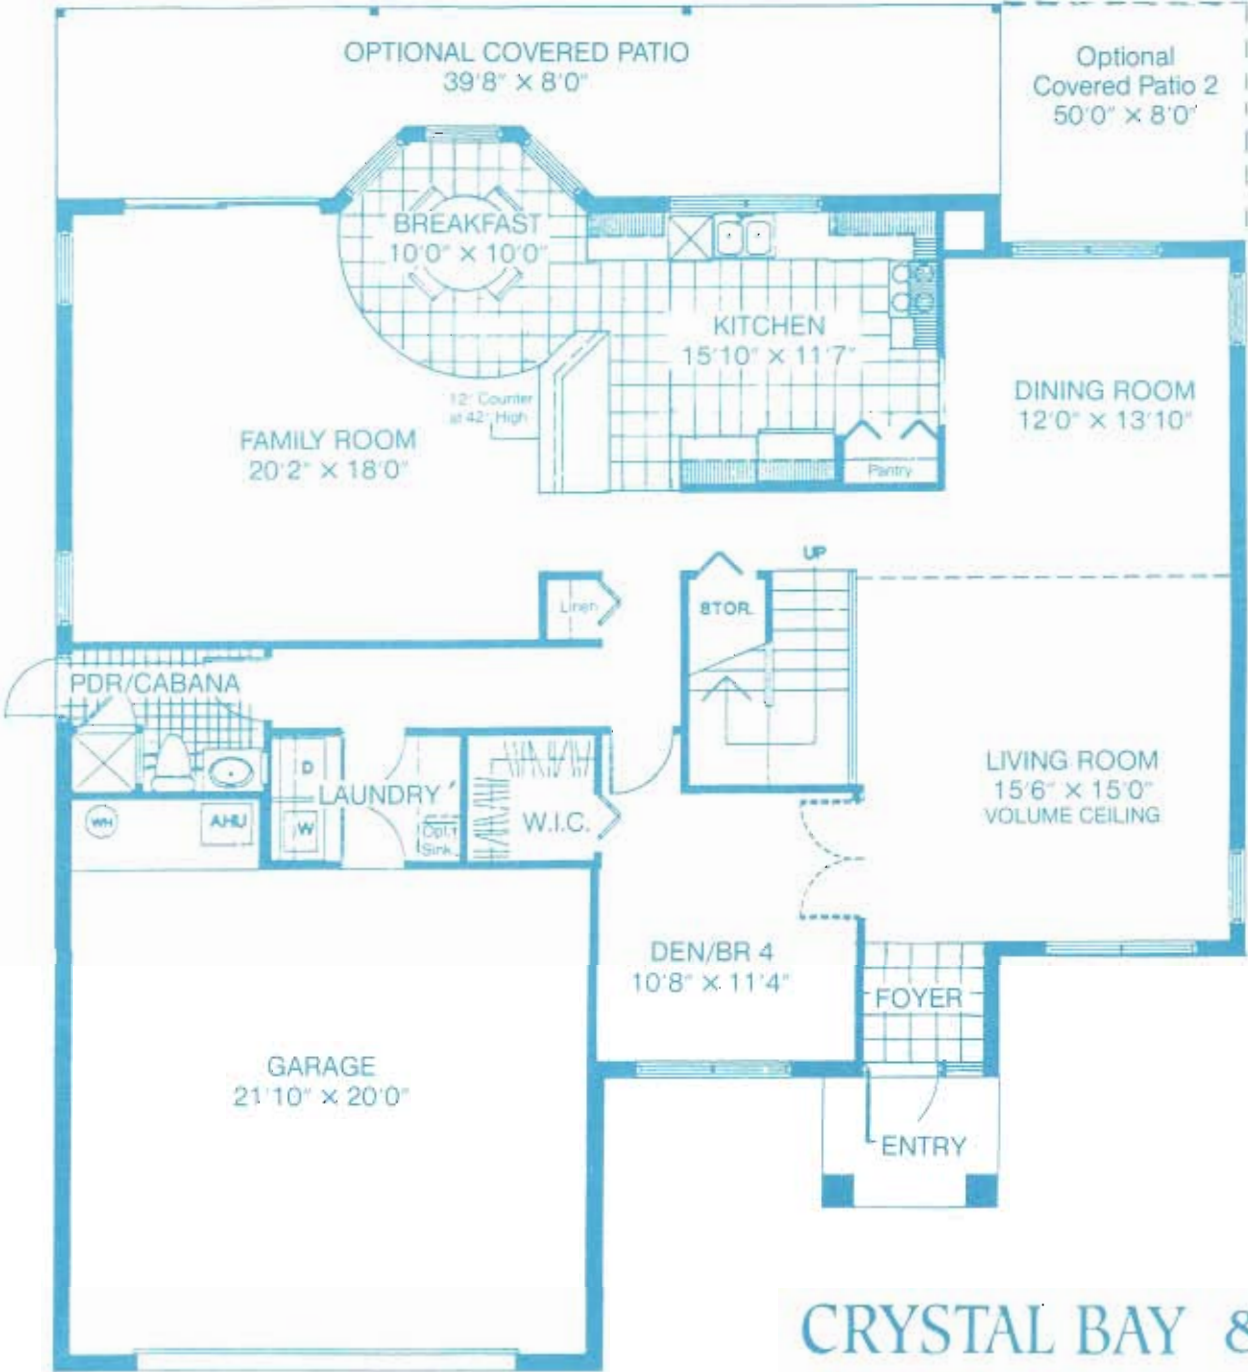 OPTIONAL COVERED PATIO
39'8" × 8'0"
Optional
Covered Patio 2
50'0" × 8'0"
BREAKFAST
10'0" × 10'0"
KITCHEN
15'10" × 11'7"
DINING ROOM
12'0" × 13'10"
12" Counter
at 42" High
FAMILY ROOM
20'2" × 18'0"
Pantry
UP
Linen
STOR.
PDR/CABANA
LIVING ROOM
15'6" × 15'0"
VOLUME CEILING
D
LAUNDRY
W
Opt.
Sink
W.I.C.
WH
AHU
DEN/BR 4
10'8" × 11'4"
FOYER
GARAGE
21'10" × 20'0"
ENTRY
CRYSTAL BAY &